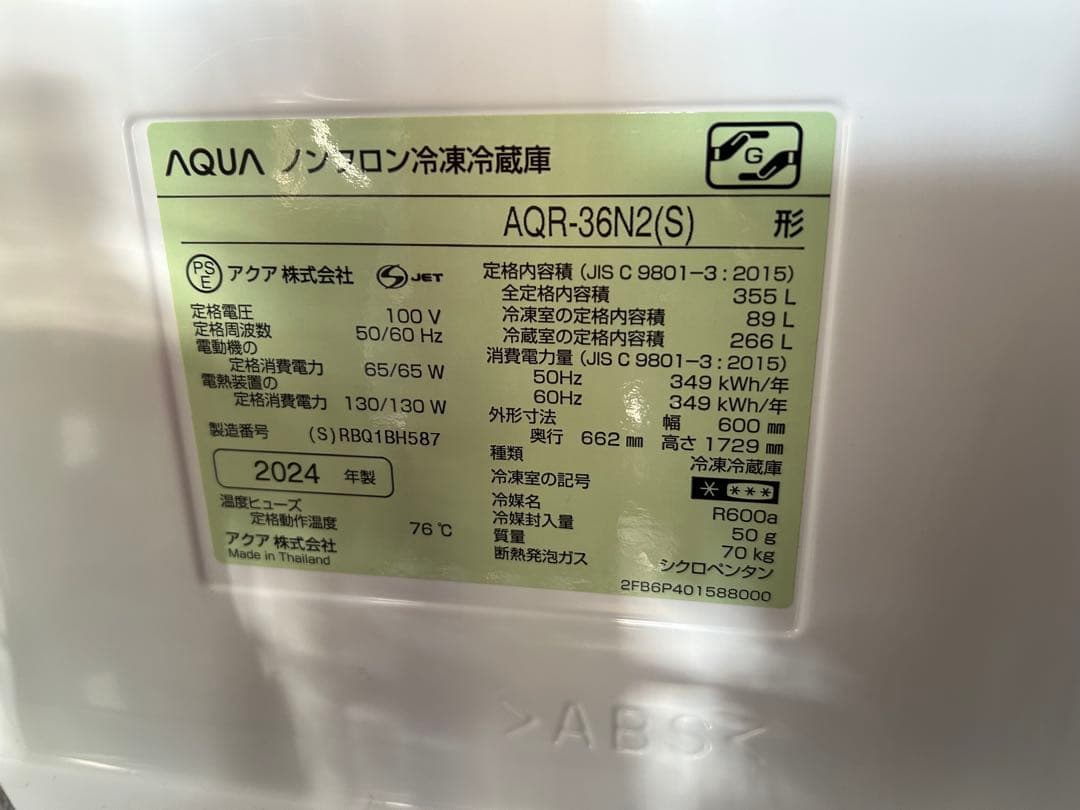 AQUA ノンフロン冷凍冷蔵庫
G
AQR-36N2(S) 形
PS E アクア 株式会社 S JET
定格電圧 100 V
定格周波数 50/60 Hz
電動機の
定格消費電力 65/65 W
電熱装置の
定格消費電力 130/130 W
製造番号 (S)RBQ1BH587
2024 年製
温度ヒューズ
定格動作温度 76 ℃
アクア 株式会社
Made in Thailand
定格内容積 (JIS C 9801-3 : 2015)
全定格内容積 355 L
冷凍室の定格内容積 89 L
冷蔵室の定格内容積 266 L
消費電力量 (JIS C 9801-3 : 2015)
50Hz 349 kWh/年
60Hz 349 kWh/年
外形寸法 幅 600 ㎜
奥行 662 ㎜ 高さ 1729 ㎜
種類 冷凍冷蔵庫
冷凍室の記号 * ***
冷媒名 R600a
冷媒封入量 50 g
質量 70 kg
断熱発泡ガス シクロペンタン
2FB6P401588000
>ABS<